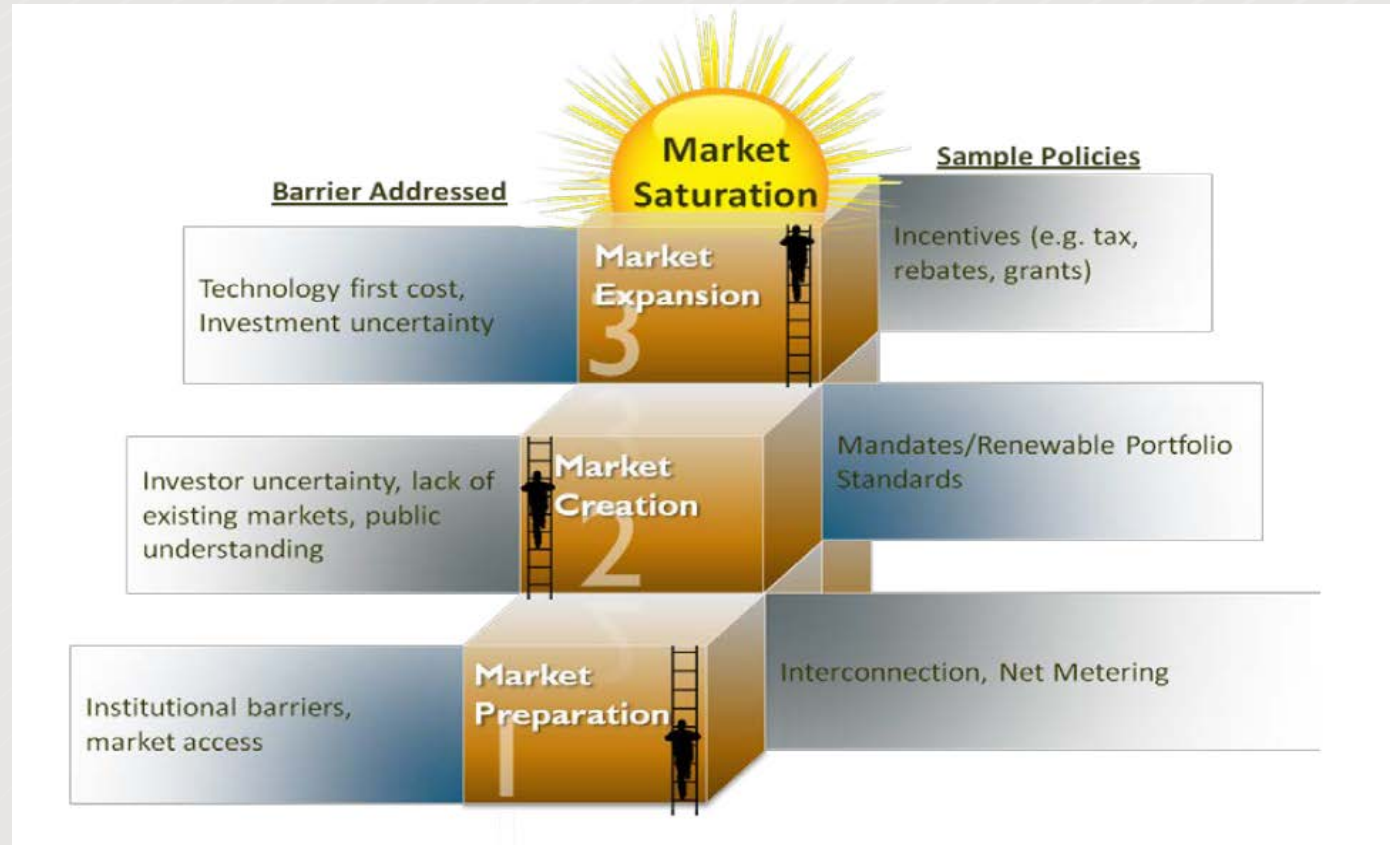 Market
Saturation
Barrier Addressed
Sample Policies
Technology first cost,
Investment uncertainty
Market
Expansion
3
Incentives (e.g. tax,
rebates, grants)
Investor uncertainty, lack of
existing markets, public
understanding
Market
Creation
2
Mandates/Renewable Portfolio
Standards
Institutional barriers,
market access
Market
Preparation
1
Interconnection, Net Metering